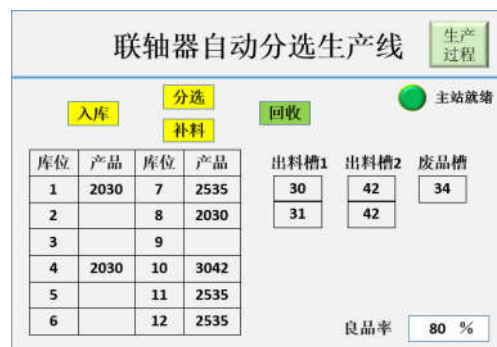 联轴器自动分选生产线
生产
过程
主站就绪
入库
分选
补料
回收
库位 产品 库位 产品
1 2030 7 2535
2 8 2030
3 9
4 2030 10 3042
5 11 2535
6 12 2535
出料槽1 出料槽2 废品槽
30 42 34
31 42
良品率 80 %